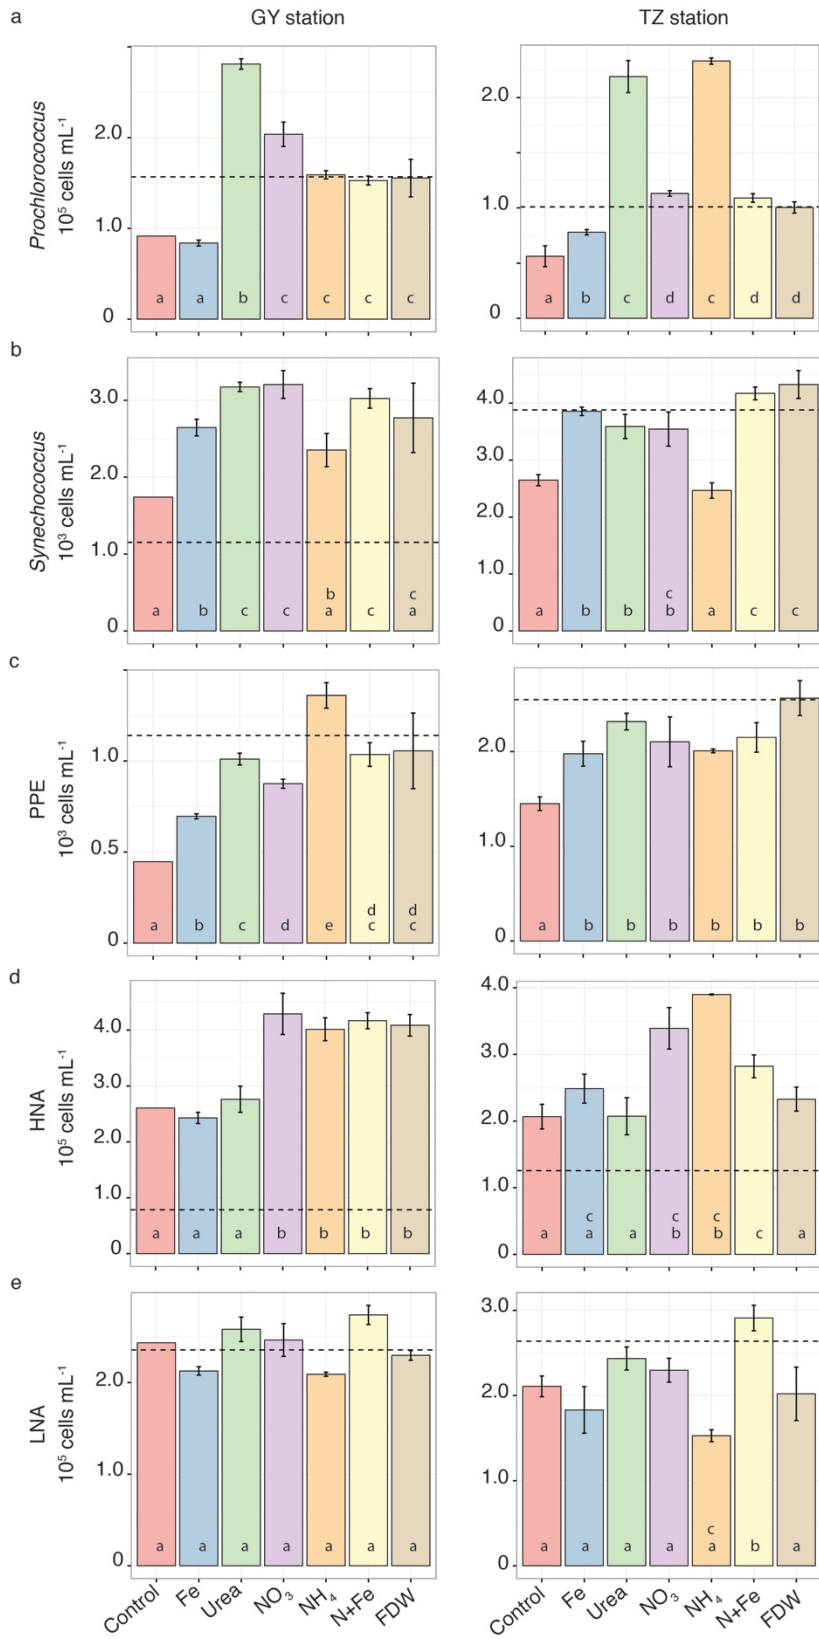 a
GY station
TZ station
Prochlorococcus
10⁵ cells mL⁻¹
2.0
1.0
0
a a b c c c c
2.0
1.0
0
a b c d c d d
b
Synechococcus
10³ cells mL⁻¹
3.0
2.0
1.0
0
b c
a b c c a c a
4.0
3.0
2.0
1.0
0
c
a b b b a c c
c
PPE
10³ cells mL⁻¹
1.0
0.5
0
d d
a b c d e c c
2.0
1.0
0
a b b b b b b
d
HNA
10⁵ cells mL⁻¹
4.0
3.0
2.0
1.0
0
a a a b b b b
4.0
3.0
2.0
1.0
0
c c c
a a a b b c a
e
LNA
10⁵ cells mL⁻¹
2.0
1.0
0
a a a a a a a
3.0
2.0
1.0
0
c
a a a a a b a
Control Fe Urea NO₃ NH₄ N+Fe FDW
Control Fe Urea NO₃ NH₄ N+Fe FDW